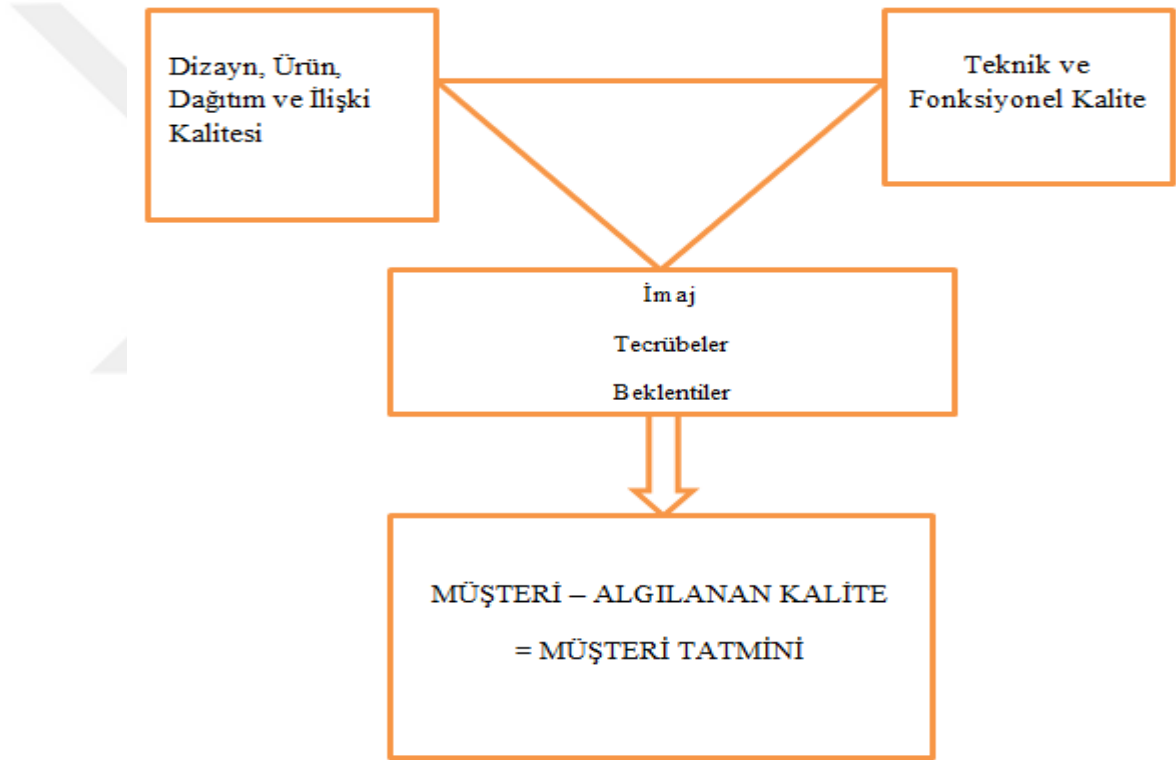 Dizayn, Ürün,
Dağıtım ve İlişki
Kalitesi
Teknik ve
Fonksiyonel Kalite
İmaj
Tecrübeler
Beklentiler
MÜŞTERİ – ALGILANAN KALİTE
= MÜŞTERİ TATMİNİ